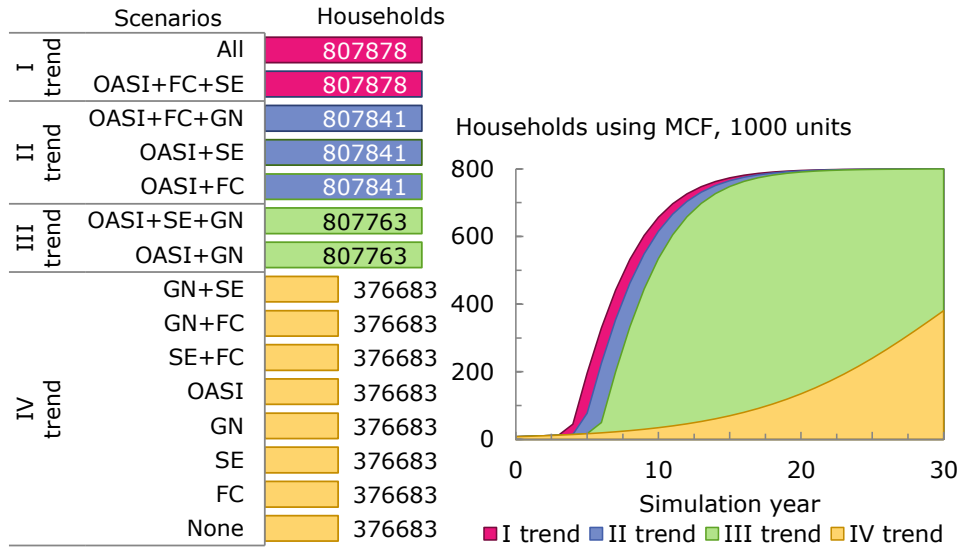 Scenarios Households
I trend
All 807878
OASI+FC+SE 807878
II trend
OASI+FC+GN 807841
OASI+SE 807841
OASI+FC 807841
III trend
OASI+SE+GN 807763
OASI+GN 807763
IV trend
GN+SE 376683
GN+FC 376683
SE+FC 376683
OASI 376683
GN 376683
SE 376683
FC 376683
None 376683
Households using MCF, 1000 units
800
600
400
200
0
0 10 20 30
Simulation year
I trend II trend III trend IV trend